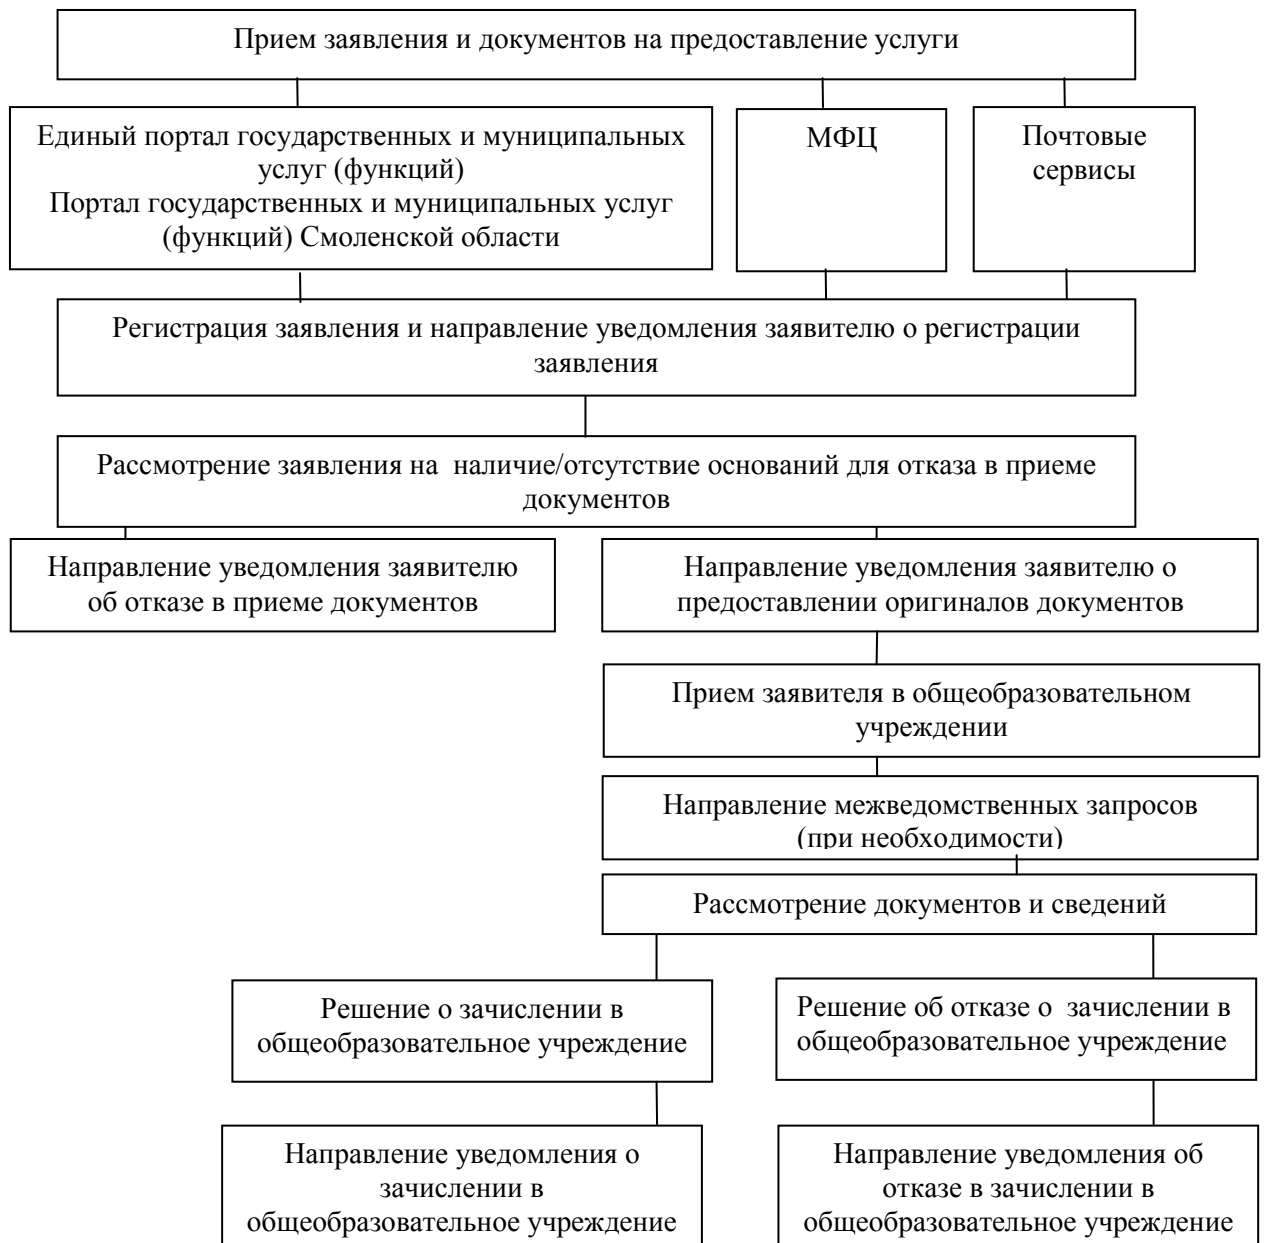 Прием заявления и документов на предоставление услуги
Единый портал государственных и муниципальных
услуг (функций)
Портал государственных и муниципальных услуг
(функций) Смоленской области
МФЦ
Почтовые
сервисы
Регистрация заявления и направление уведомления заявителю о регистрации
заявления
Рассмотрение заявления на наличие/отсутствие оснований для отказа в приеме
документов
Направление уведомления заявителю
об отказе в приеме документов
Направление уведомления заявителю о
предоставлении оригиналов документов
Прием заявителя в общеобразовательном
учреждении
Направление межведомственных запросов
(при необходимости)
Рассмотрение документов и сведений
Решение о зачислении в
общеобразовательное учреждение
Решение об отказе о зачислении в
общеобразовательное учреждение
Направление уведомления о
зачислении в
общеобразовательное учреждение
Направление уведомления об
отказе в зачислении в
общеобразовательное учреждение